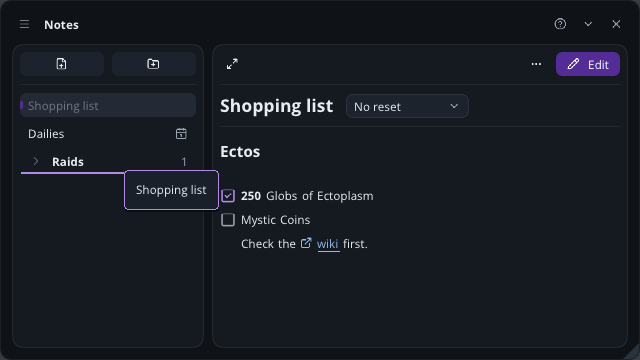 Notes
Edit
Shopping list
Dailies
Raids 1
Shopping list
Shopping list No reset
Ectos
250 Globs of Ectoplasm
Mystic Coins
Check the wiki first.